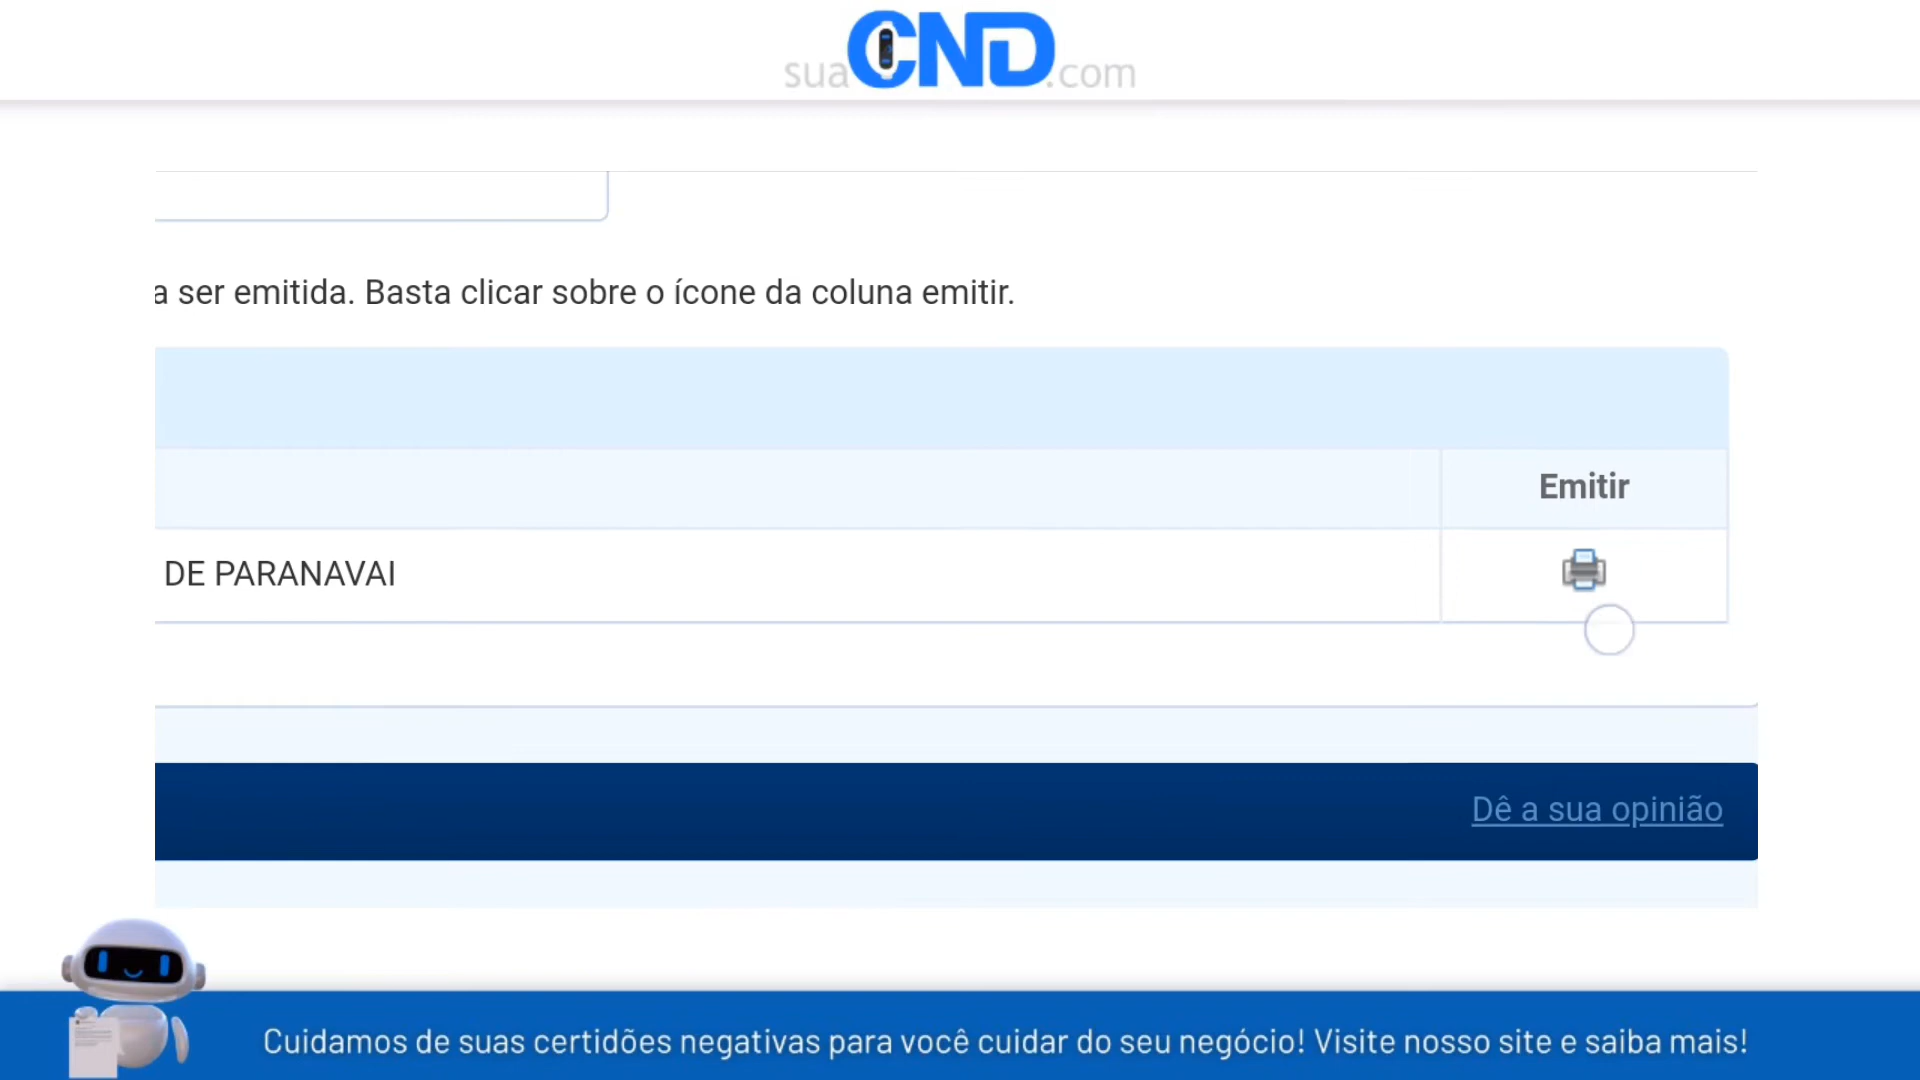 suaCND.com
a ser emitida. Basta clicar sobre o ícone da coluna emitir.
Emitir
DE PARANAVAI
Dê a sua opinião
Cuidamos de suas certidões negativas para você cuidar do seu negócio! Visite nosso site e saiba mais!